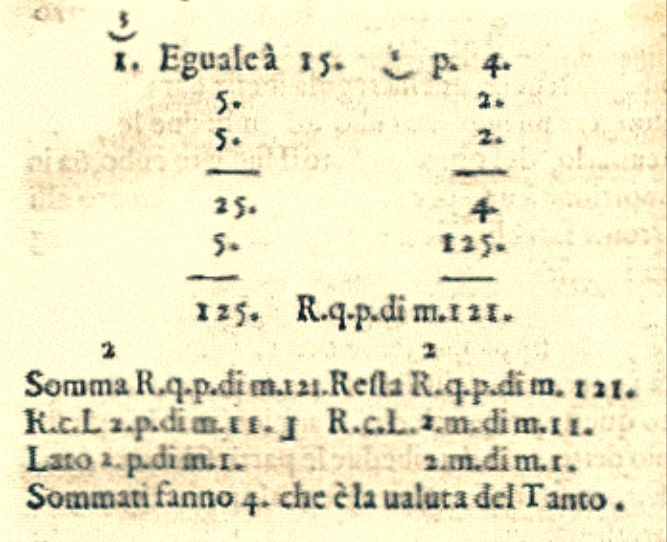 3
1. Eguale à 15. 1 p. 4.
5. 2.
5. 2.
25. 4
5. 125.
125. R.q.p.di m.121.
2 2
Somma R.q.p.di m.121. Resta R.q.p.di m. 121.
R.c.L 2.p.di m.11. J R.c.L.2.m.di m.11.
Lato 2.p.di m.1. 2.m.di m.1.
Sommati fanno 4. che è la ualuta del Tanto.